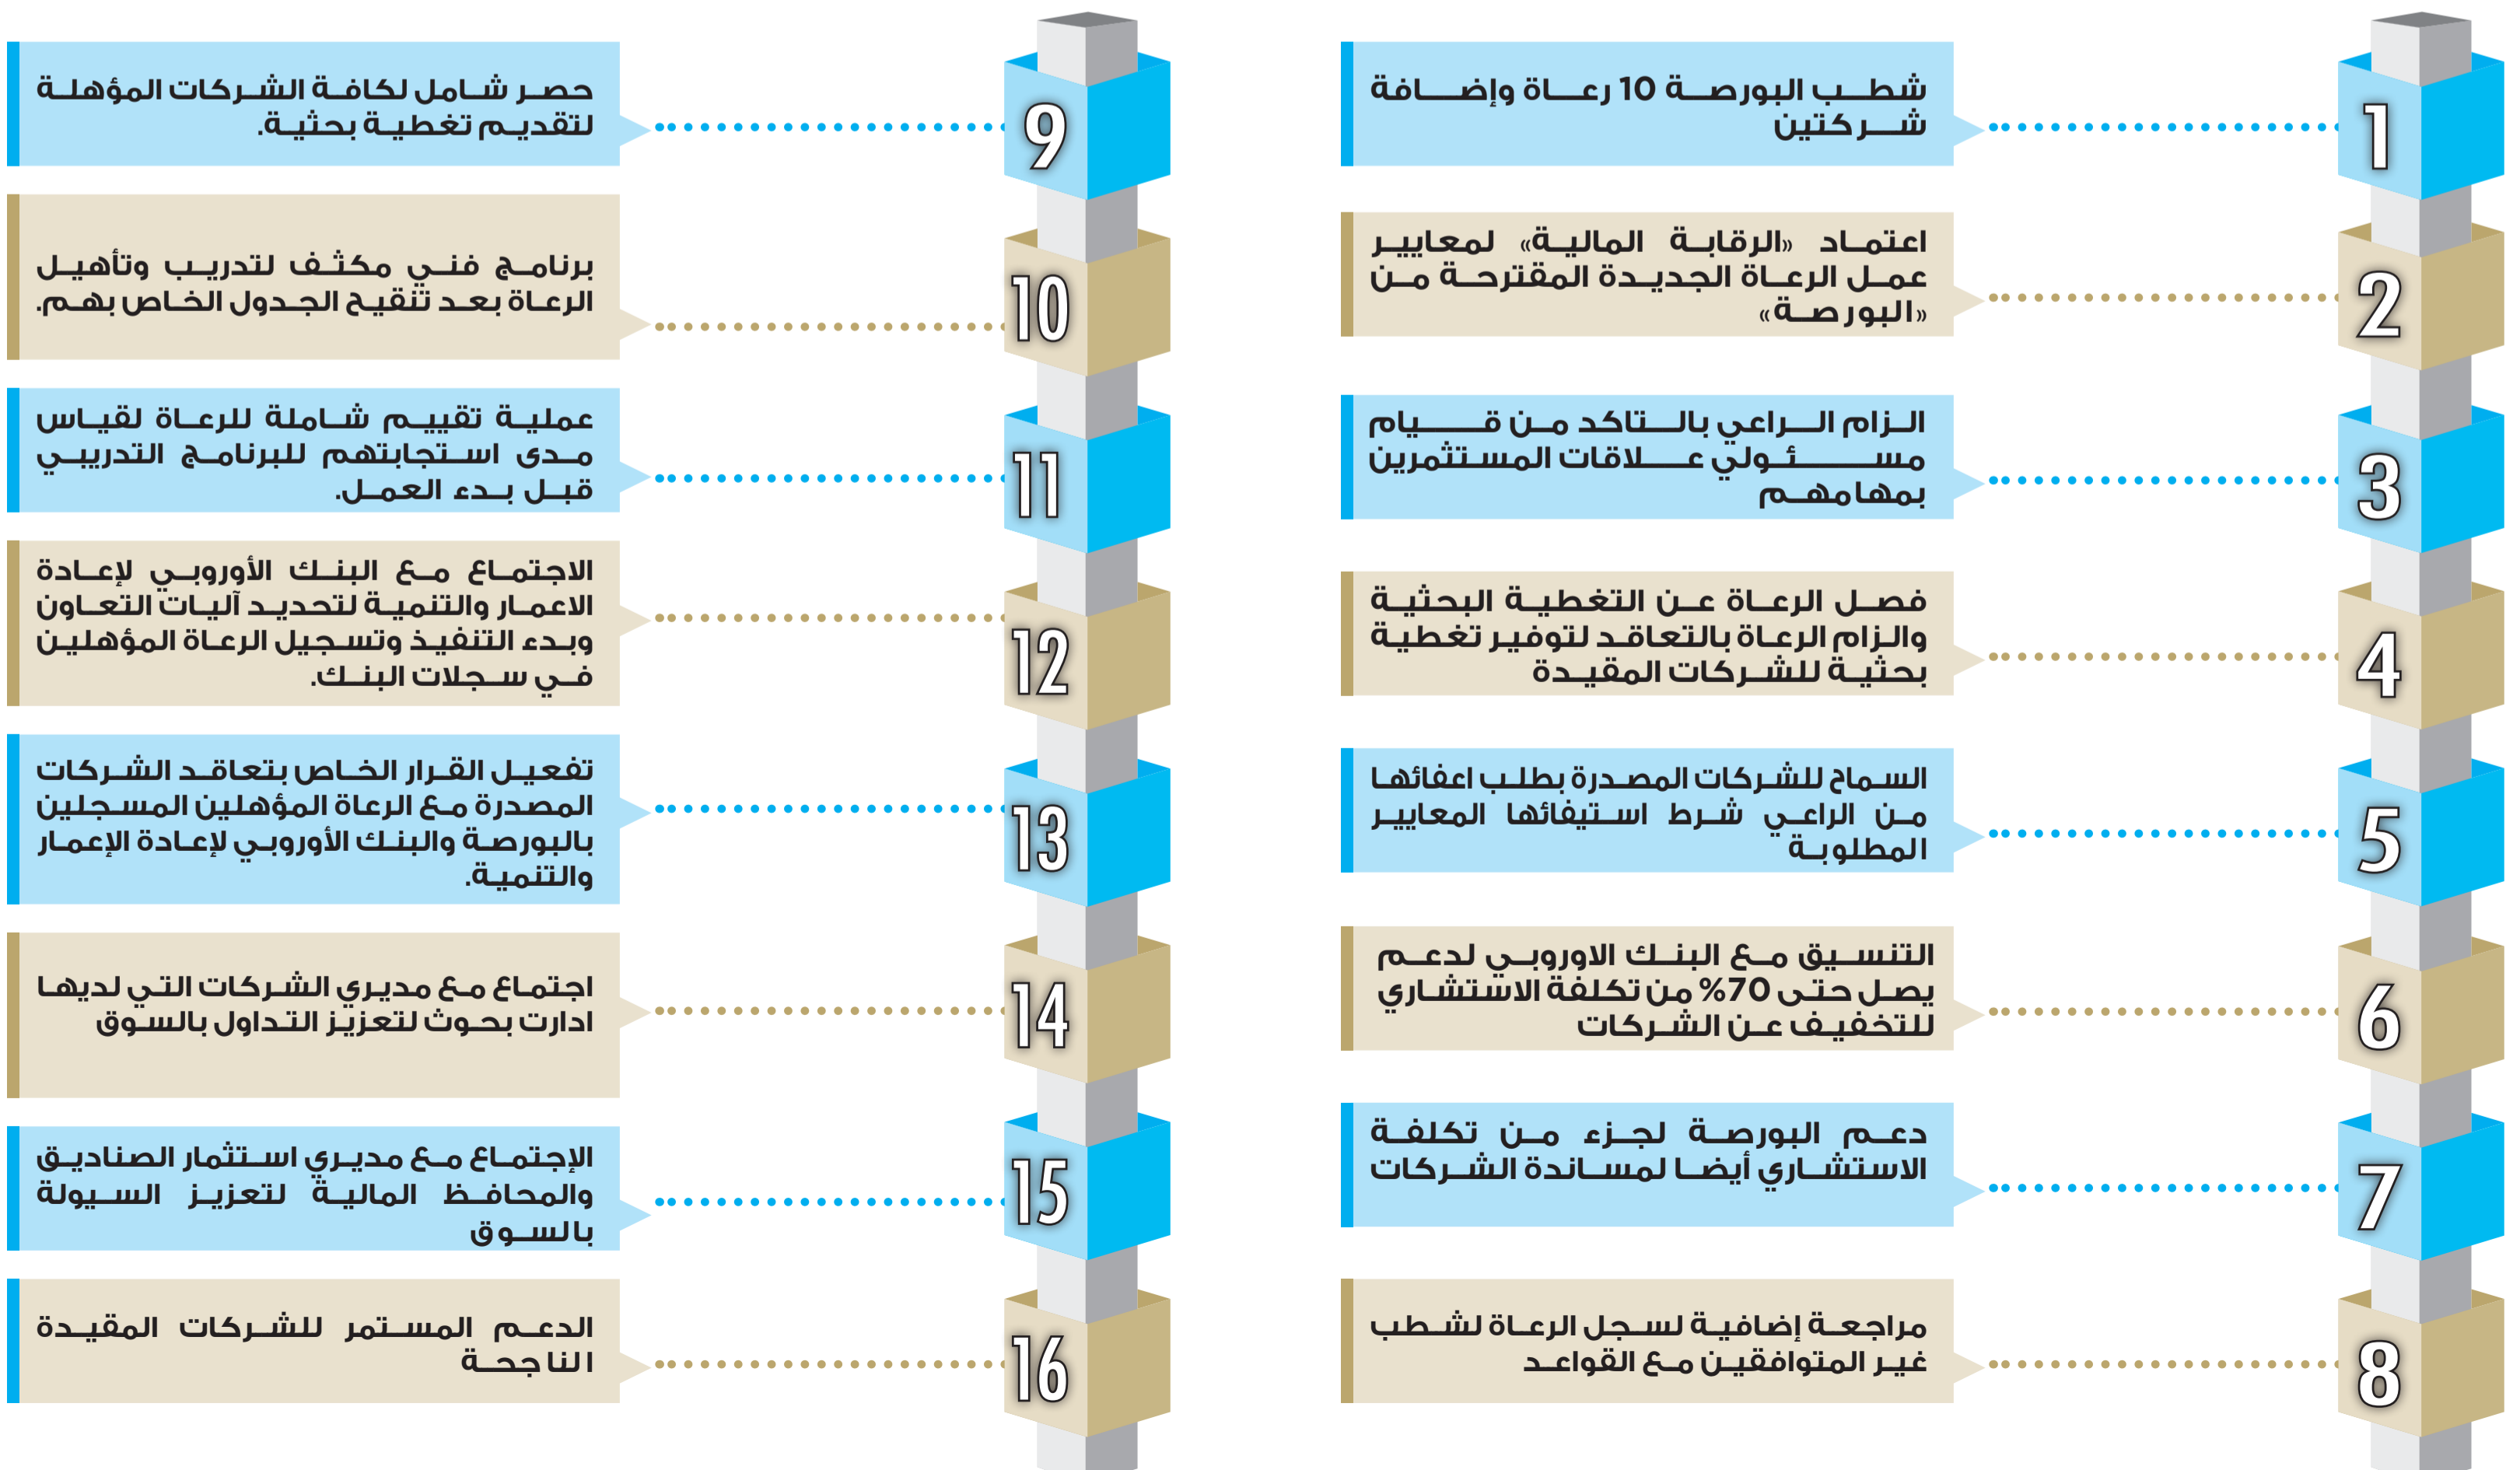 1
شطب البورصة 10 رعاة وإضافة
شركتين
2
اعتماد «الرقابة المالية» لمعايير
عمل الرعاة الجديدة المقترحة من
«البورصة»
3
الزام الراعي بالتاكد من قيام
مسئولي علاقات المستثمرين
بمهامهم
4
فصل الرعاة عن التغطية البحثية
والزام الرعاة بالتعاقد لتوفير تغطية
بحثية للشركات المقيدة
5
السماح للشركات المصدرة بطلب اعفائها
من الراعي شرط استيفائها المعايير
المطلوبة
6
التنسيق مع البنك الاوروبي لدعم
يصل حتى 70% من تكلفة الاستشاري
للتخفيف عن الشركات
7
دعم البورصة لجزء من تكلفة
الاستشاري أيضا لمساندة الشركات
8
مراجعة إضافية لسجل الرعاة لشطب
غير المتوافقين مع القواعد
9
حصر شامل لكافة الشركات المؤهلة
لتقديم تغطية بحثية.
10
برنامج فني مكثف لتدريب وتأهيل
الرعاة بعد تنقيح الجدول الخاص بهم.
11
عملية تقييم شاملة للرعاة لقياس
مدى استجابتهم للبرنامج التدريبي
قبل بدء العمل.
12
الاجتماع مع البنك الأوروبي لإعادة
الاعمار والتنمية لتحديد آليات التعاون
وبدء التنفيذ وتسجيل الرعاة المؤهلين
في سجلات البنك.
13
تفعيل القرار الخاص بتعاقد الشركات
المصدرة مع الرعاة المؤهلين المسجلين
بالبورصة والبنك الأوروبي لإعادة الإعمار
والتنمية.
14
اجتماع مع مديري الشركات التي لديها
ادارت بحوث لتعزيز التداول بالسوق
15
الإجتماع مع مديري استثمار الصناديق
والمحافظ المالية لتعزيز السيولة
بالسوق
16
الدعم المستمر للشركات المقيدة
الناجحة